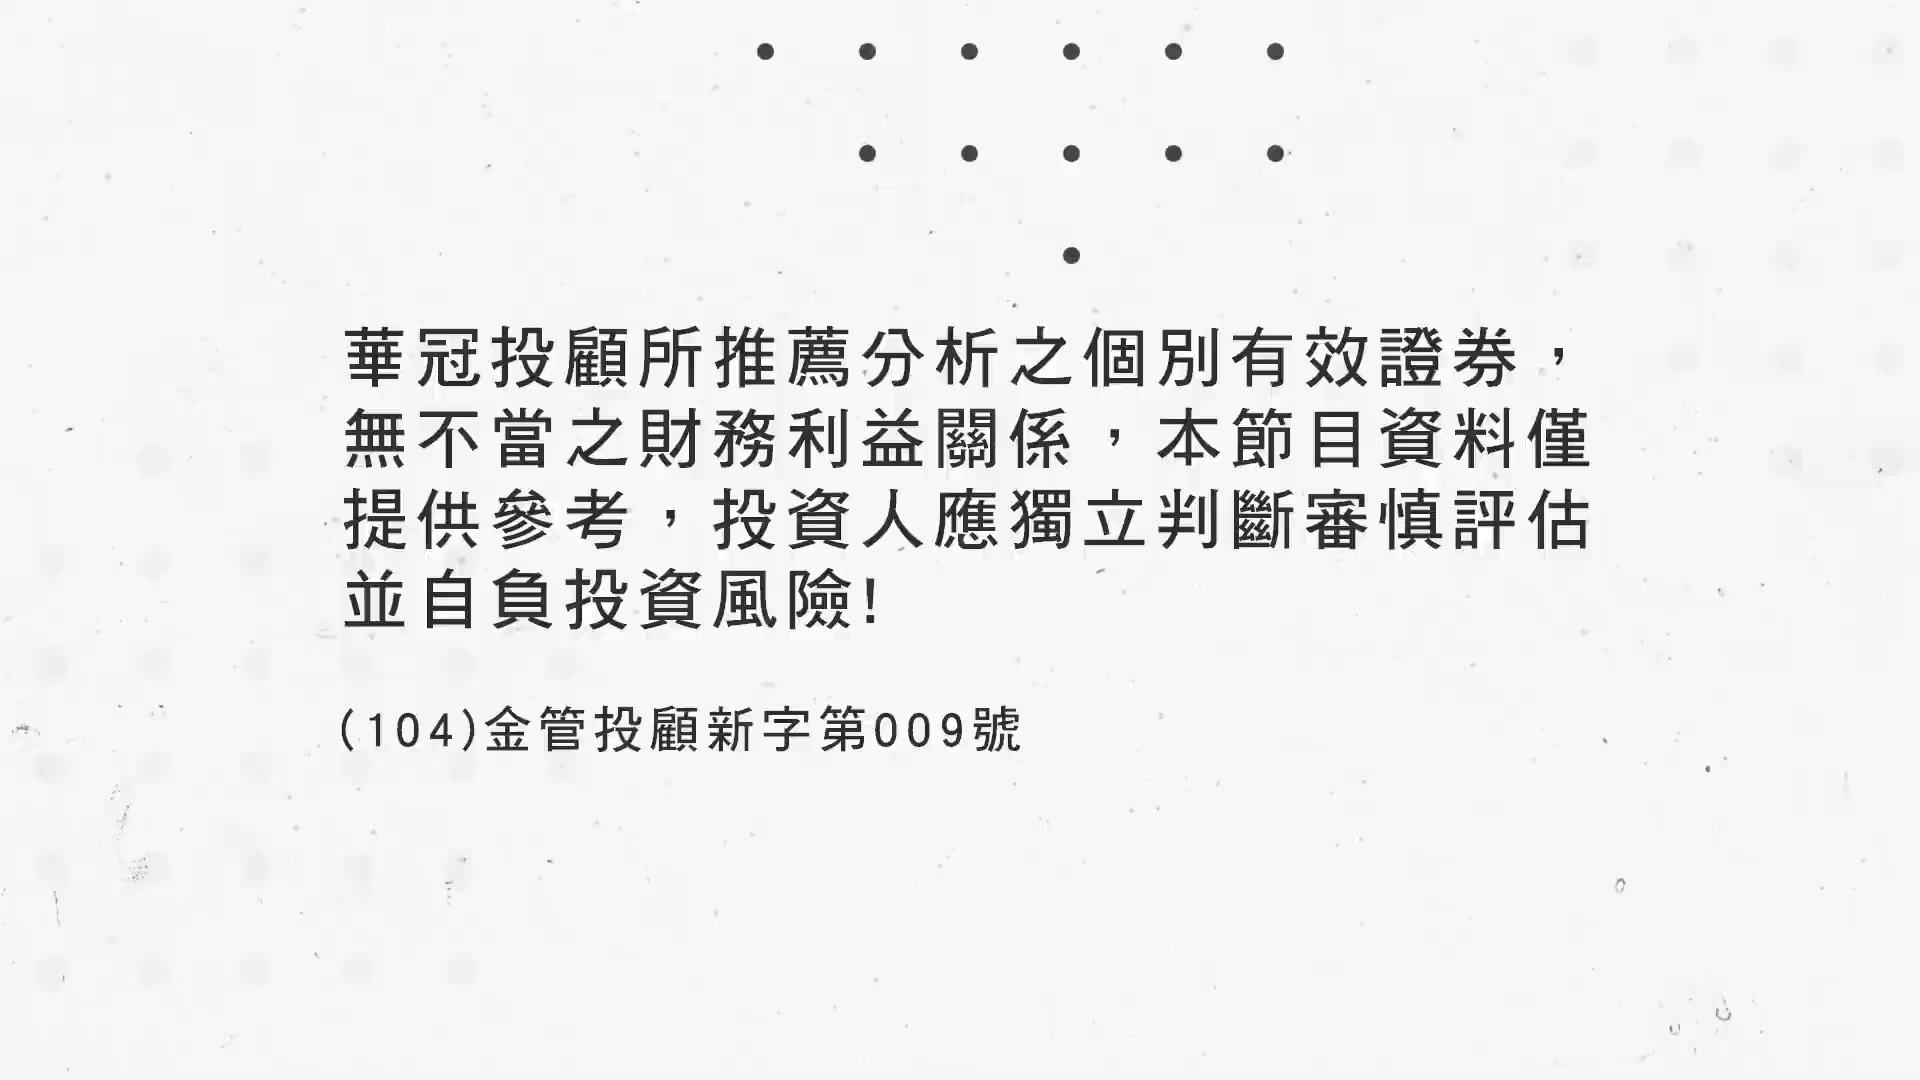 華冠投顧所推薦分析之個別有效證券，
無不當之財務利益關係，本節目資料僅
提供參考，投資人應獨立判斷審慎評估
並自負投資風險!
(104)金管投顧新字第009號